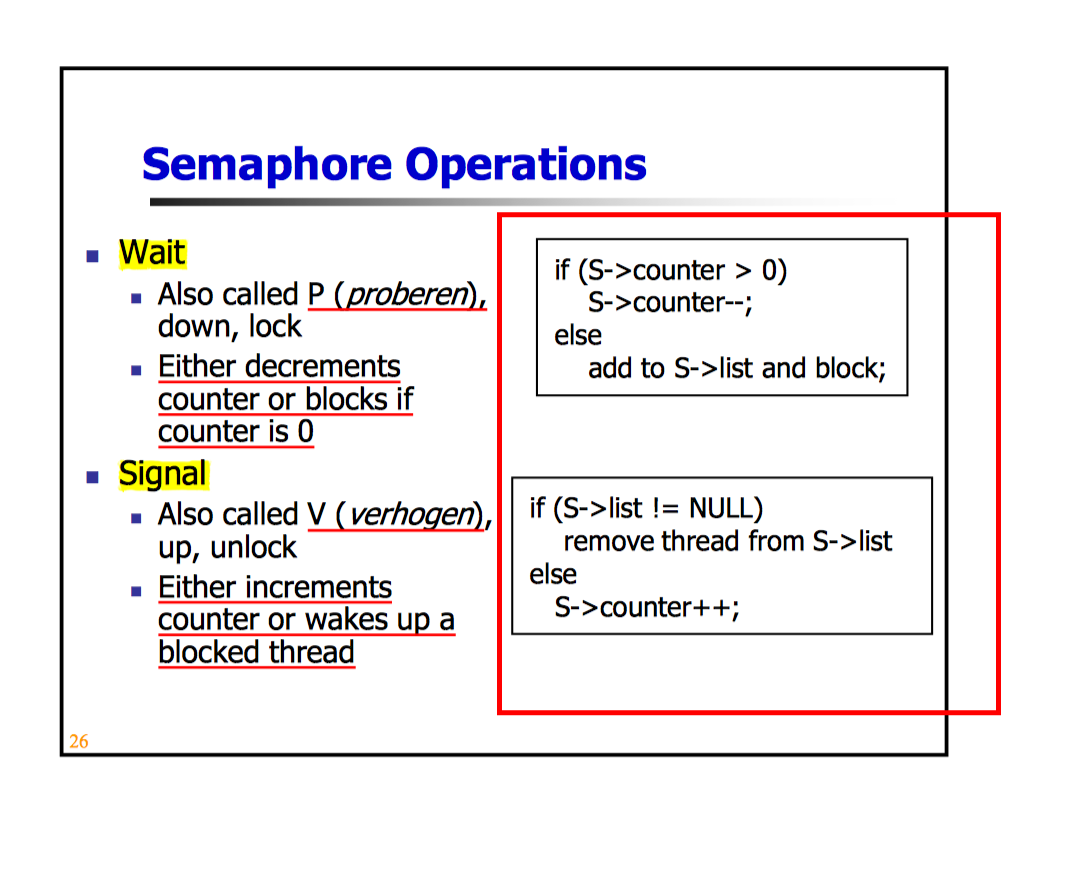 Semaphore Operations
Wait
Also called P (proberen),
down, lock
Either decrements
counter or blocks if
counter is 0
Signal
Also called V (verhogen),
up, unlock
Either increments
counter or wakes up a
blocked thread
if (S->counter > 0)
S->counter--;
else
add to S->list and block;
if (S->list != NULL)
remove thread from S->list
else
S->counter++;
26